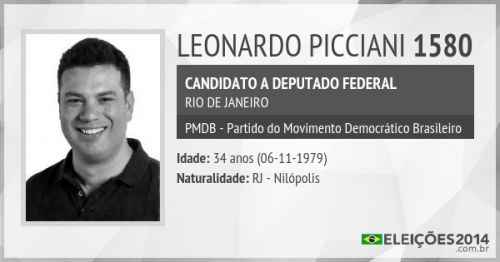 LEONARDO PICCIANI 1580
CANDIDATO A DEPUTADO FEDERAL
RIO DE JANEIRO
PMDB - Partido do Movimento Democrático Brasileiro
Idade: 34 anos (06-11-1979)
Naturalidade: RJ - Nilópolis
ELEIÇÕES2014
.com.br